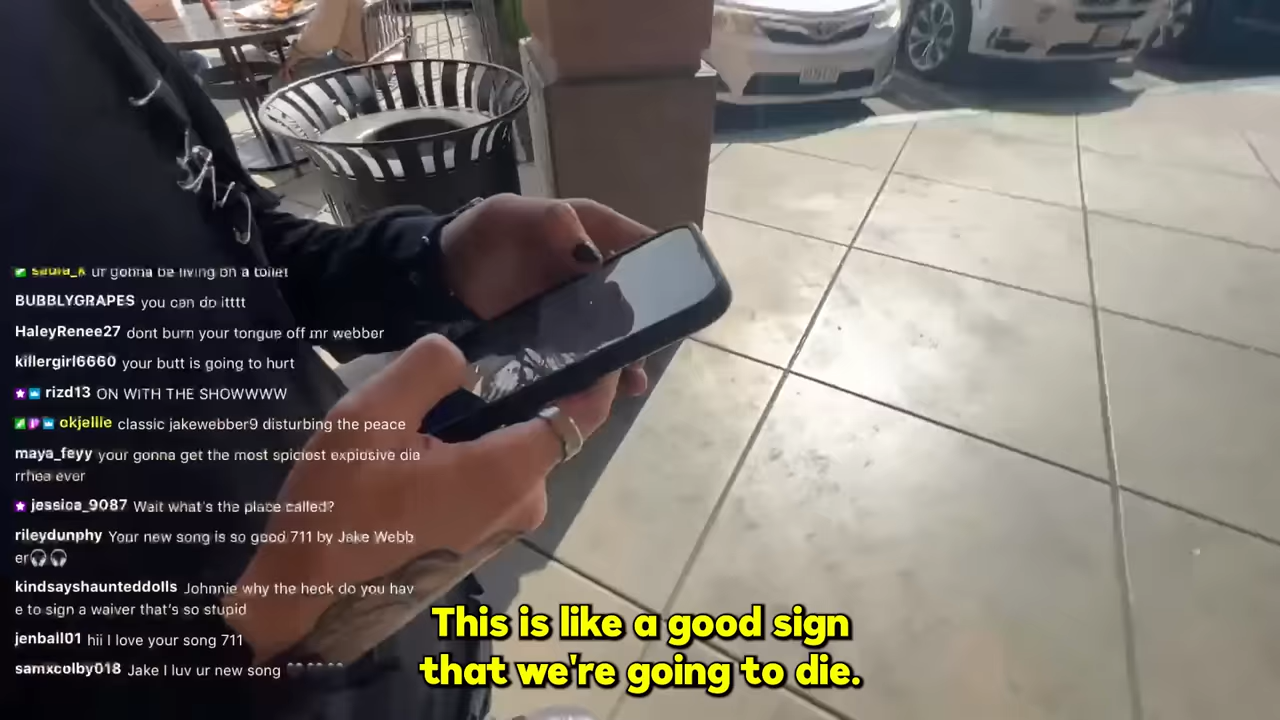 sadia_k ur gonna be living on a toilet
BUBBLYGRAPES you can do itttt
HaleyRenee27 dont burn your tongue off mr webber
killergirl6660 your butt is going to hurt
rizd13 ON WITH THE SHOWWWW
okjellie classic jakewebber9 disturbing the peace
maya_fayy your gonna get the most spiciost explosive dia
rrhea ever
jessica_9087 Wait what's the place called?
rileydunphy Your new song is so good 711 by Jake Webb
er🎧🎧
kindsayshaunteddolls Johnnie why the heck do you hav
e to sign a waiver that's so stupid
jenball01 hii I love your song 711
samxcolby018 Jake I luv ur new song
This is like a good sign
that we're going to die.